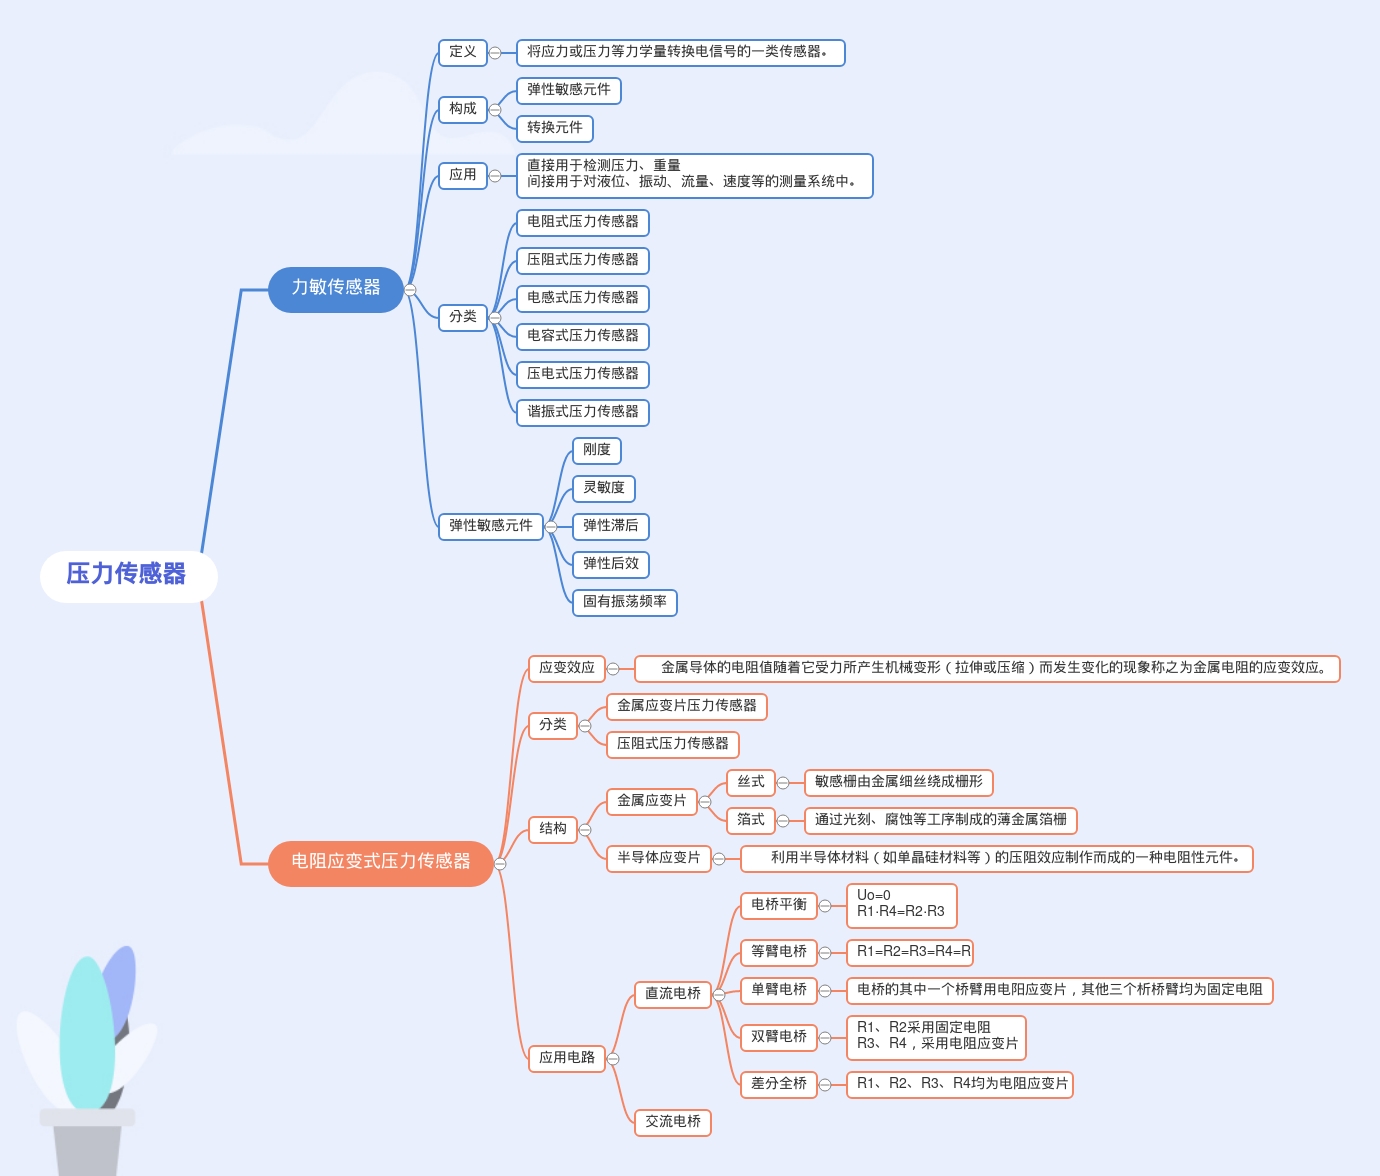 压力传感器
力敏传感器
定义
将应力或压力等力学量转换电信号的一类传感器。
构成
弹性敏感元件
转换元件
应用
直接用于检测压力、重量
间接用于对液位、振动、流量、速度等的测量系统中。
分类
电阻式压力传感器
压阻式压力传感器
电感式压力传感器
电容式压力传感器
压电式压力传感器
谐振式压力传感器
弹性敏感元件
刚度
灵敏度
弹性滞后
弹性后效
固有振荡频率
电阻应变式压力传感器
应变效应
金属导体的电阻值随着它受力所产生机械变形（拉伸或压缩）而发生变化的现象称之为金属电阻的应变效应。
分类
金属应变片压力传感器
压阻式压力传感器
结构
金属应变片
丝式
敏感栅由金属细丝绕成栅形
箔式
通过光刻、腐蚀等工序制成的薄金属箔栅
半导体应变片
利用半导体材料（如单晶硅材料等）的压阻效应制作而成的一种电阻性元件。
应用电路
直流电桥
电桥平衡
Uo=0
R1·R4=R2·R3
等臂电桥
R1=R2=R3=R4=R
单臂电桥
电桥的其中一个桥臂用电阳应变片，其他三个析桥臂均为固定电阻
双臂电桥
R1、R2采用固定电阻
R3、R4，采用电阻应变片
差分全桥
R1、R2、R3、R4均为电阻应变片
交流电桥